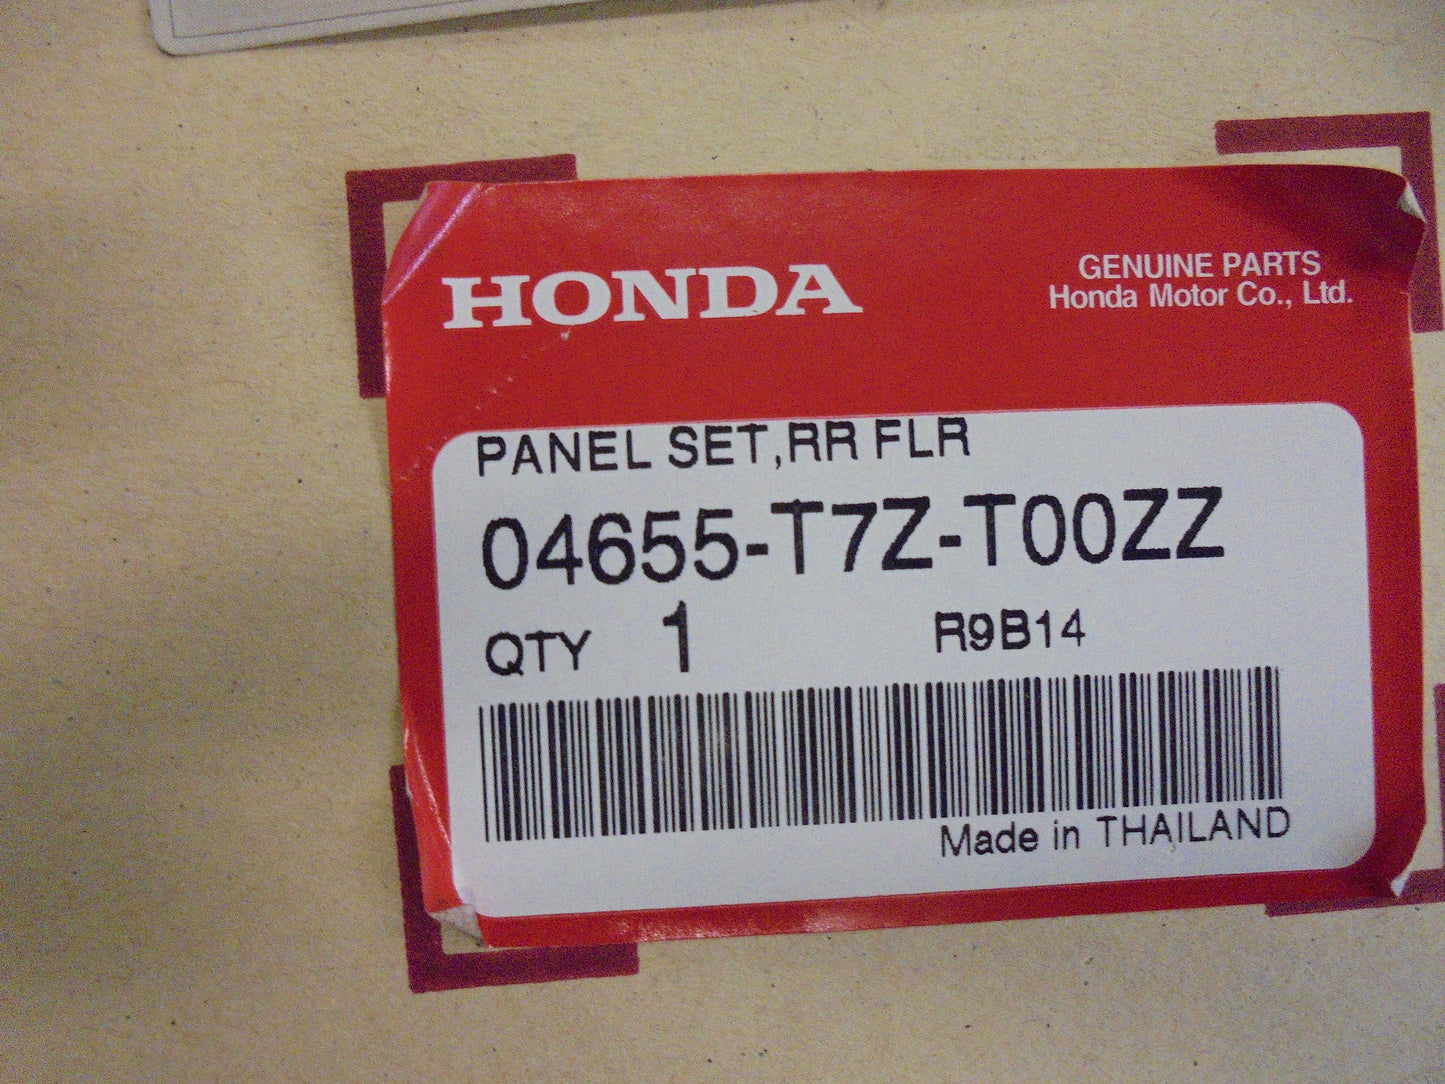 HONDA
GENUINE PARTS
Honda Motor Co., Ltd.
PANEL SET,RR FLR
04655-T7Z-T00ZZ
QTY 1 R9B14
Made in THAILAND